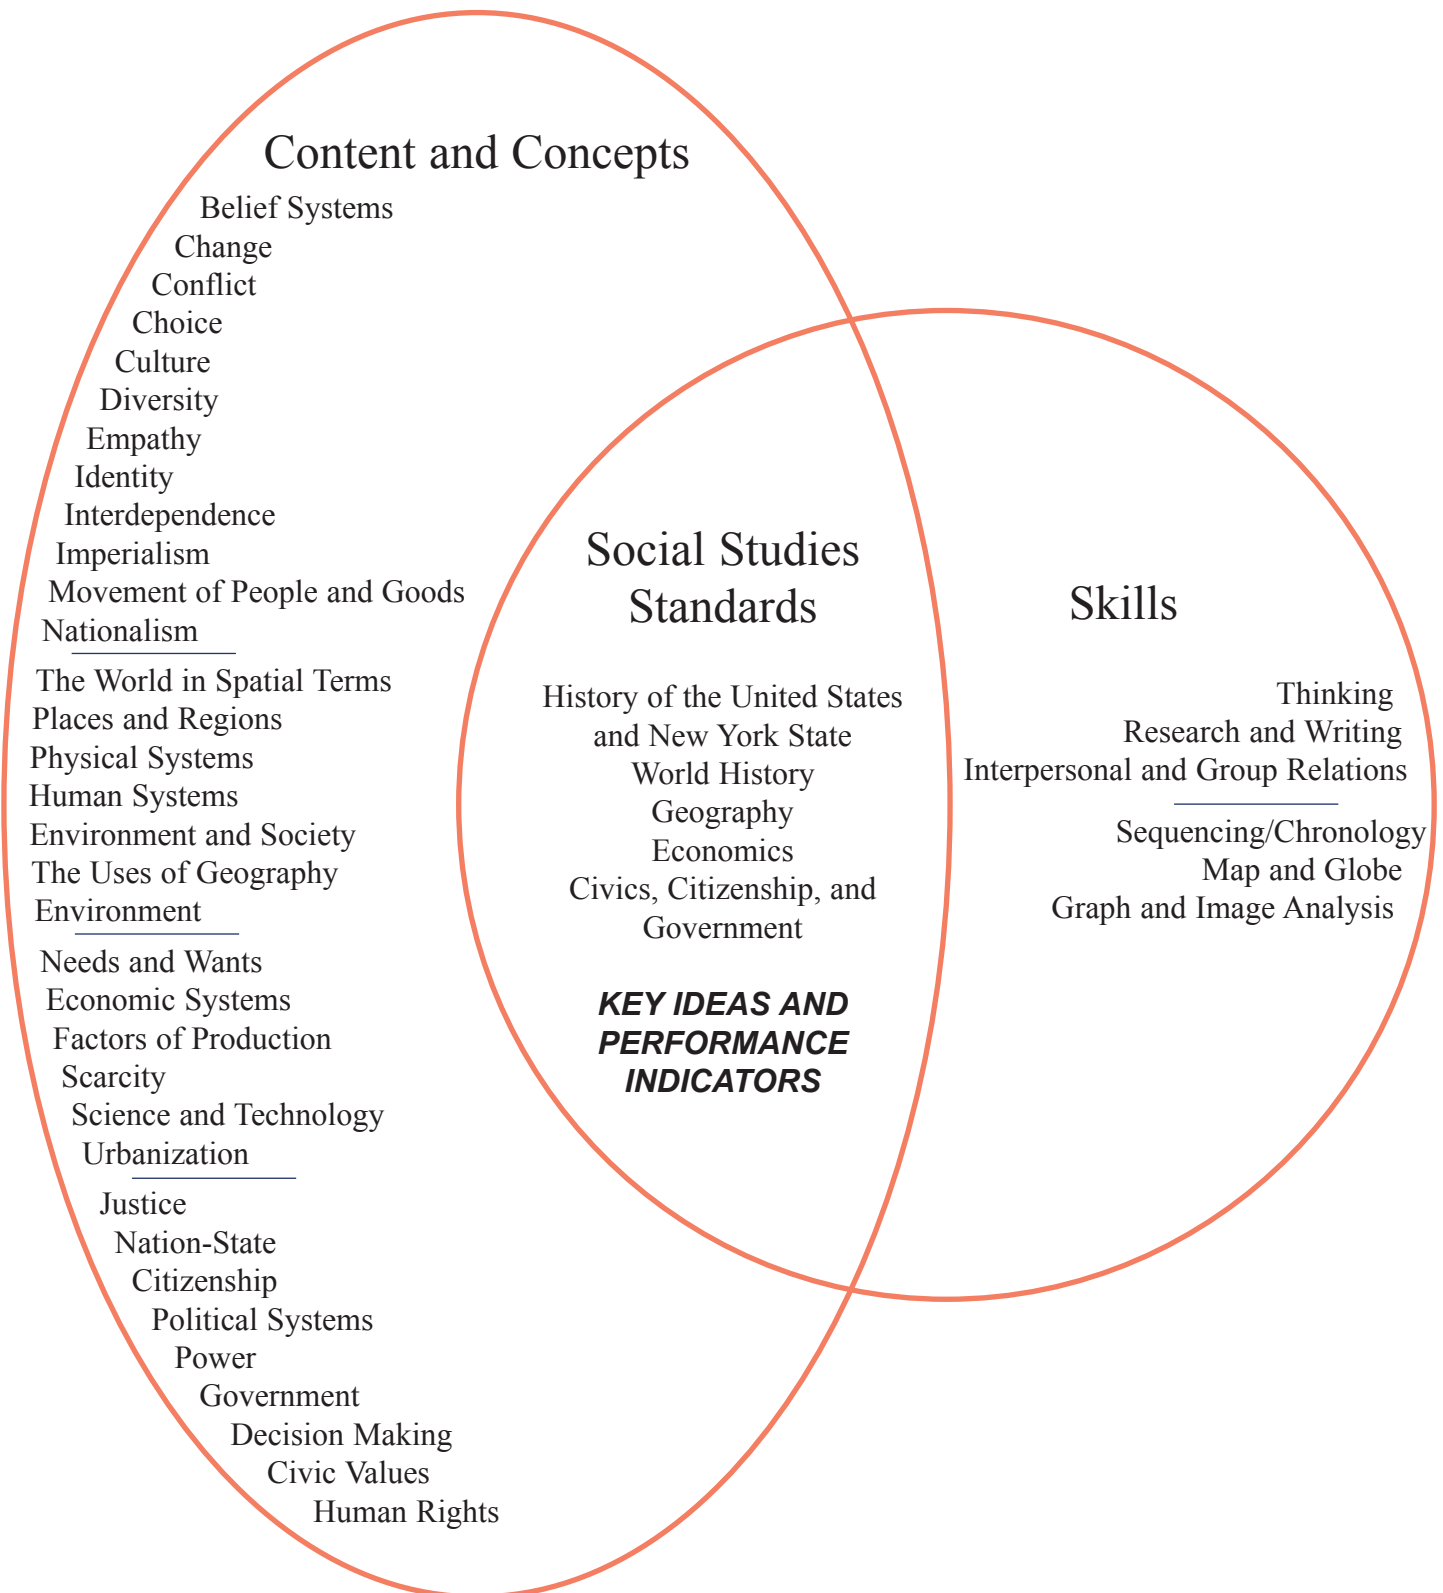 Content and Concepts
Belief Systems
Change
Conflict
Choice
Culture
Diversity
Empathy
Identity
Interdependence
Imperialism
Movement of People and Goods
Nationalism
The World in Spatial Terms
Places and Regions
Physical Systems
Human Systems
Environment and Society
The Uses of Geography
Environment
Needs and Wants
Economic Systems
Factors of Production
Scarcity
Science and Technology
Urbanization
Justice
Nation-State
Citizenship
Political Systems
Power
Government
Decision Making
Civic Values
Human Rights
Social Studies
Standards
History of the United States
and New York State
World History
Geography
Economics
Civics, Citizenship, and
Government
KEY IDEAS AND
PERFORMANCE
INDICATORS
Skills
Thinking
Research and Writing
Interpersonal and Group Relations
Sequencing/Chronology
Map and Globe
Graph and Image Analysis